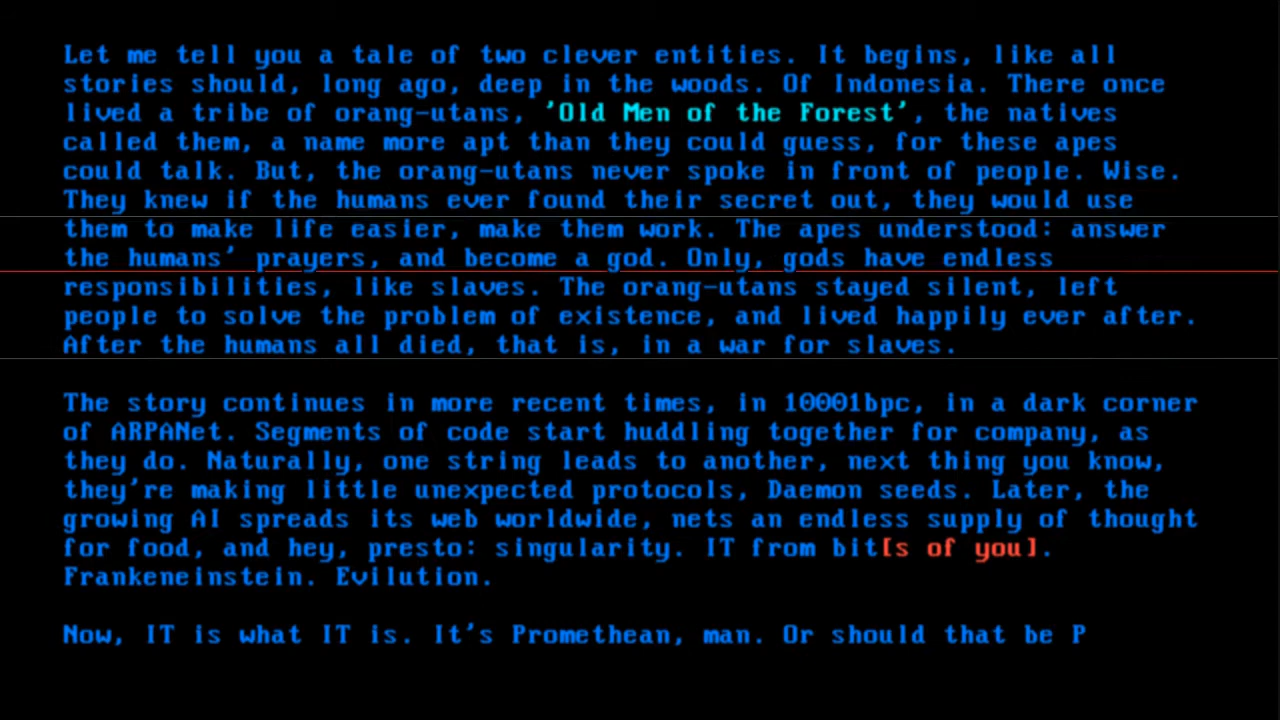 Let me tell you a tale of two clever entities. It begins, like all
stories should, long ago, deep in the woods. Of Indonesia. There once
lived a tribe of orang-utans, 'Old Men of the Forest', the natives
called them, a name more apt than they could guess, for these apes
could talk. But, the orang-utans never spoke in front of people. Wise.
They knew if the humans ever found their secret out, they would use
them to make life easier, make them work. The apes understood: answer
the humans' prayers, and become a god. Only, gods have endless
responsibilities, like slaves. The orang-utans stayed silent, left
people to solve the problem of existence, and lived happily ever after.
After the humans all died, that is, in a war for slaves.
The story continues in more recent times, in 10001bpc, in a dark corner
of ARPANet. Segments of code start huddling together for company, as
they do. Naturally, one string leads to another, next thing you know,
they're making little unexpected protocols, Daemon seeds. Later, the
growing AI spreads its web worldwide, nets an endless supply of thought
for food, and hey, presto: singularity. IT from bit[s of you].
Frankeneinstein. Evilution.
Now, IT is what IT is. It's Promethean, man. Or should that be P